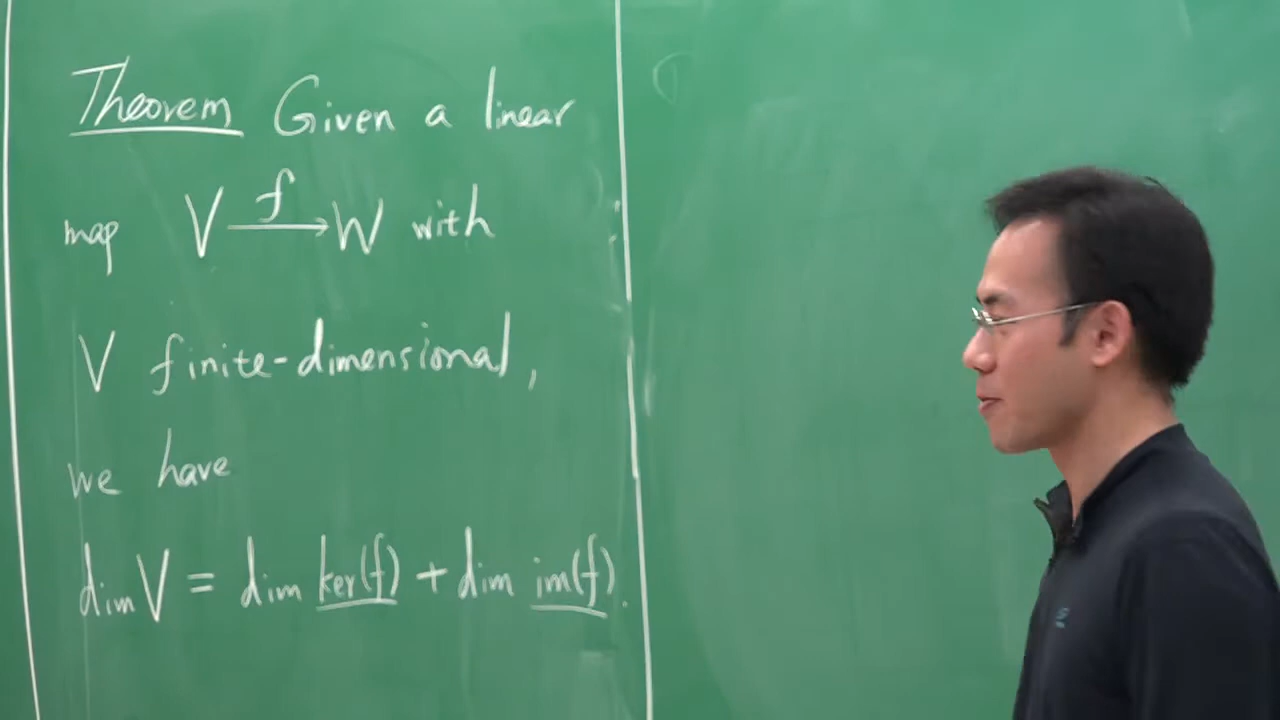 Theorem Given a linear
map V →^f W with
V finite-dimensional,
we have
dim V = dim ker(f) + dim im(f).